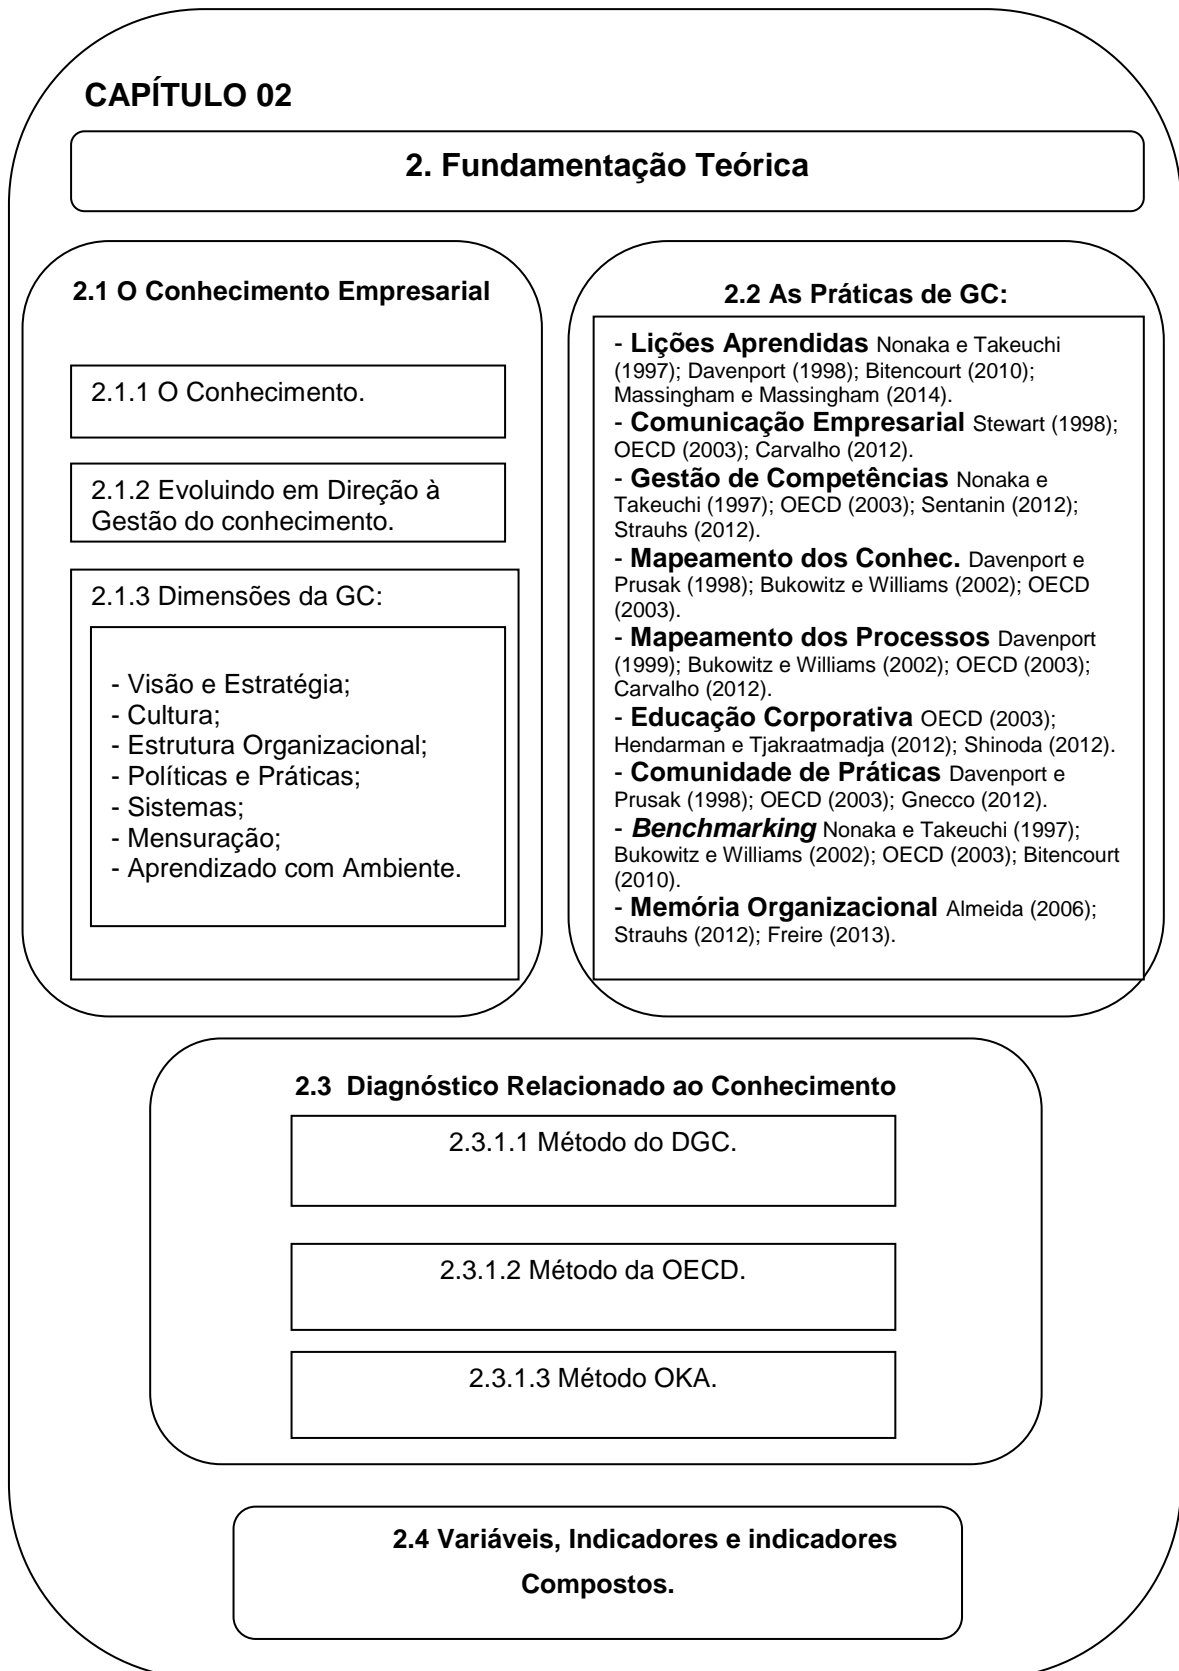 CAPÍTULO 02
2. Fundamentação Teórica
2.1 O Conhecimento Empresarial
2.1.1 O Conhecimento.
2.1.2 Evoluindo em Direção à
Gestão do conhecimento.
2.1.3 Dimensões da GC:
- Visão e Estratégia;
- Cultura;
- Estrutura Organizacional;
- Políticas e Práticas;
- Sistemas;
- Mensuração;
- Aprendizado com Ambiente.
2.2 As Práticas de GC:
- Lições Aprendidas Nonaka e Takeuchi
(1997); Davenport (1998); Bitencourt (2010);
Massingham e Massingham (2014).
- Comunicação Empresarial Stewart (1998);
OECD (2003); Carvalho (2012).
- Gestão de Competências Nonaka e
Takeuchi (1997); OECD (2003); Sentanin (2012);
Strauhs (2012).
- Mapeamento dos Conhec. Davenport e
Prusak (1998); Bukowitz e Williams (2002); OECD
(2003).
- Mapeamento dos Processos Davenport
(1999); Bukowitz e Williams (2002); OECD (2003);
Carvalho (2012).
- Educação Corporativa OECD (2003);
Hendarman e Tjakraatmadja (2012); Shinoda (2012).
- Comunidade de Práticas Davenport e
Prusak (1998); OECD (2003); Gnecco (2012).
- Benchmarking Nonaka e Takeuchi (1997);
Bukowitz e Williams (2002); OECD (2003); Bitencourt
(2010).
- Memória Organizacional Almeida (2006);
Strauhs (2012); Freire (2013).
2.3 Diagnóstico Relacionado ao Conhecimento
2.3.1.1 Método do DGC.
2.3.1.2 Método da OECD.
2.3.1.3 Método OKA.
2.4 Variáveis, Indicadores e indicadores
Compostos.